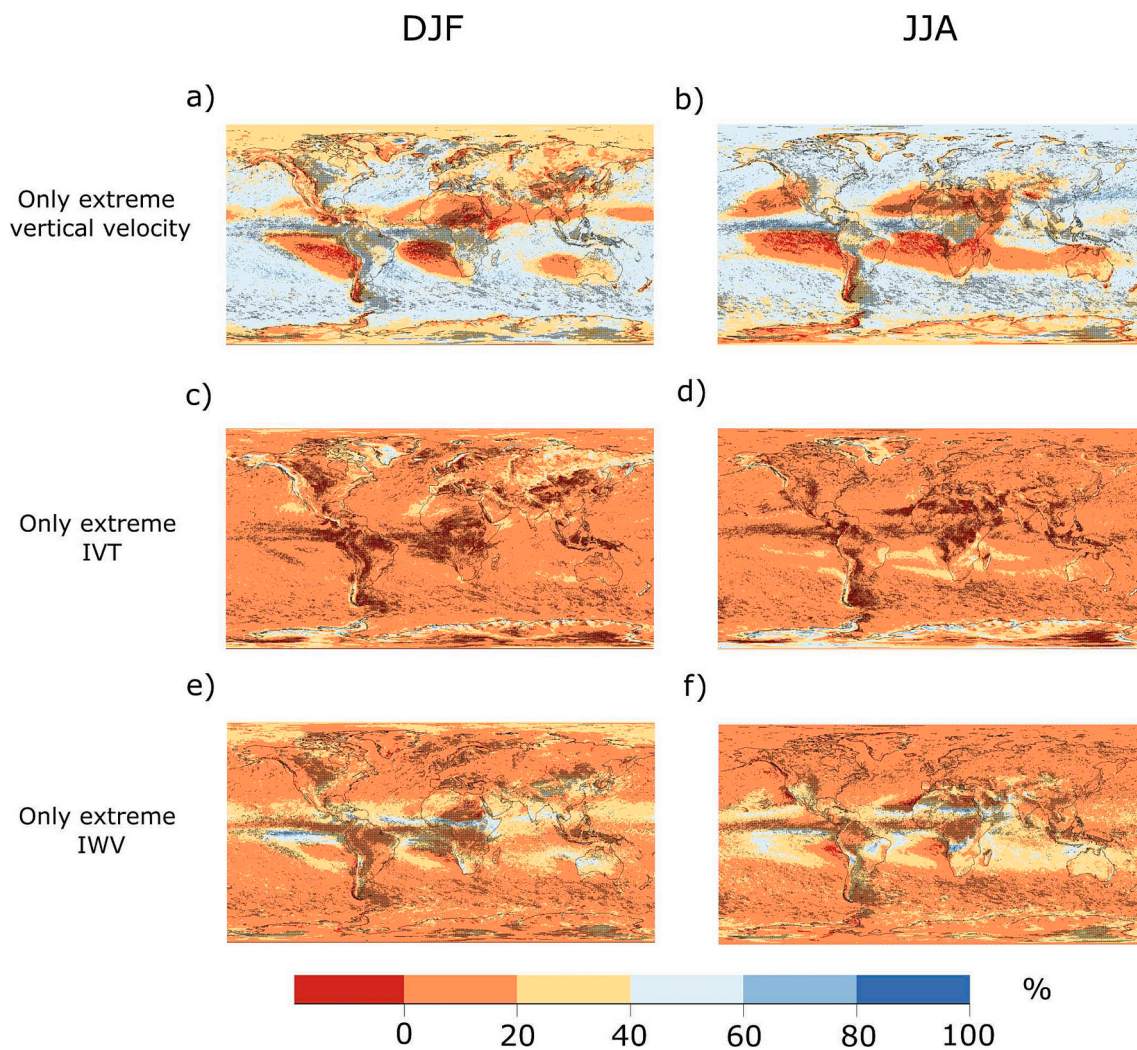 DJF
JJA
a)
b)
Only extreme
vertical velocity
c)
d)
Only extreme
IVT
e)
f)
Only extreme
IWV
%
0
20
40
60
80
100